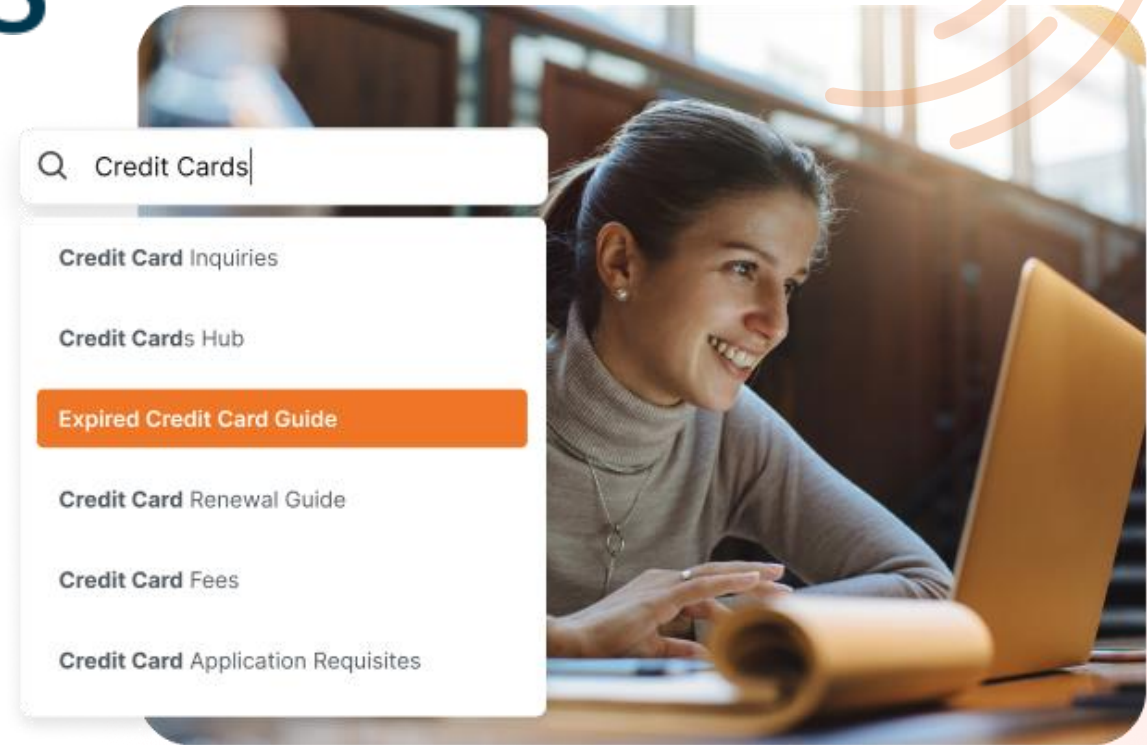 Credit Cards
Credit Card Inquiries
Credit Cards Hub
Expired Credit Card Guide
Credit Card Renewal Guide
Credit Card Fees
Credit Card Application Requisites